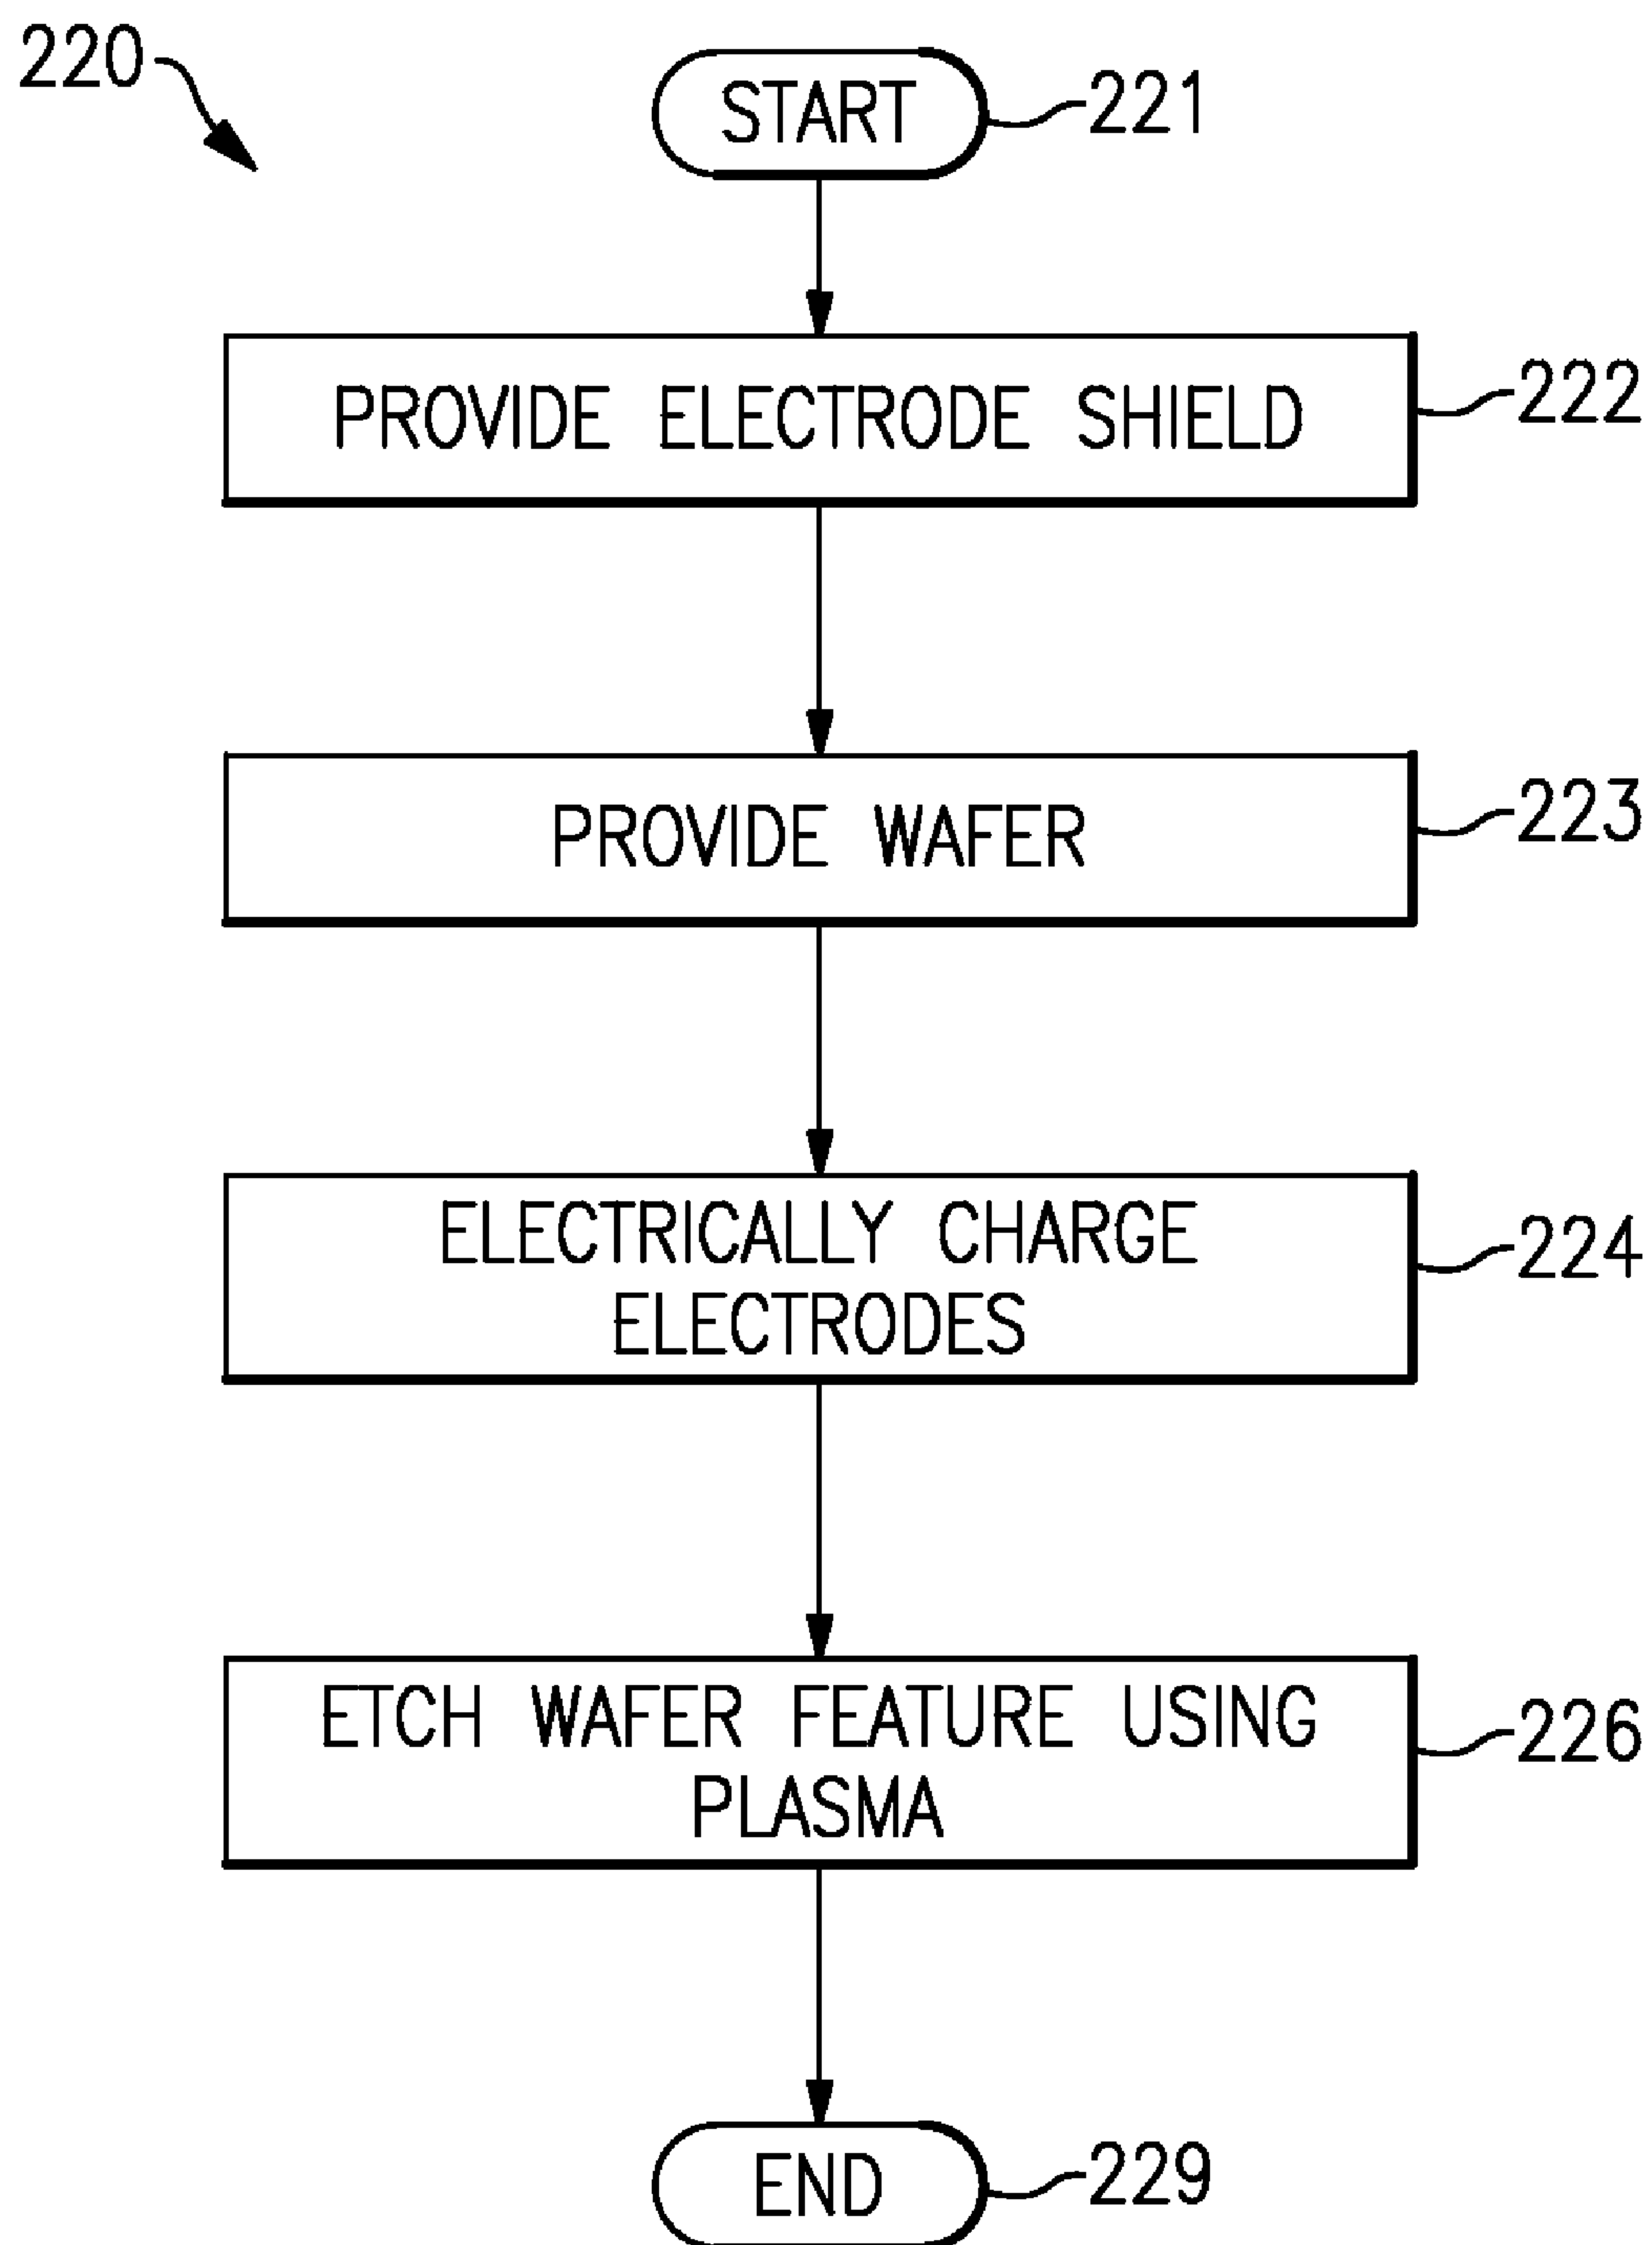 220
START
221
PROVIDE ELECTRODE SHIELD
222
PROVIDE WAFER
223
ELECTRICALLY CHARGE
ELECTRODES
224
ETCH WAFER FEATURE USING
PLASMA
226
END
229